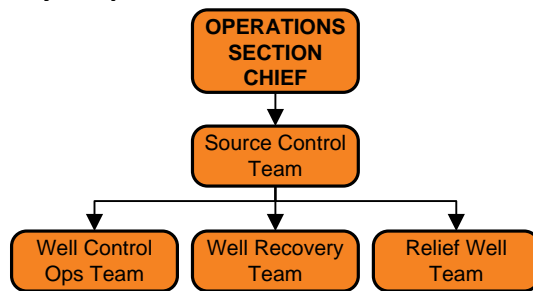 OPERATIONS
SECTION
CHIEF
Source Control
Team
Well Control
Ops Team
Well Recovery
Team
Relief Well
Team